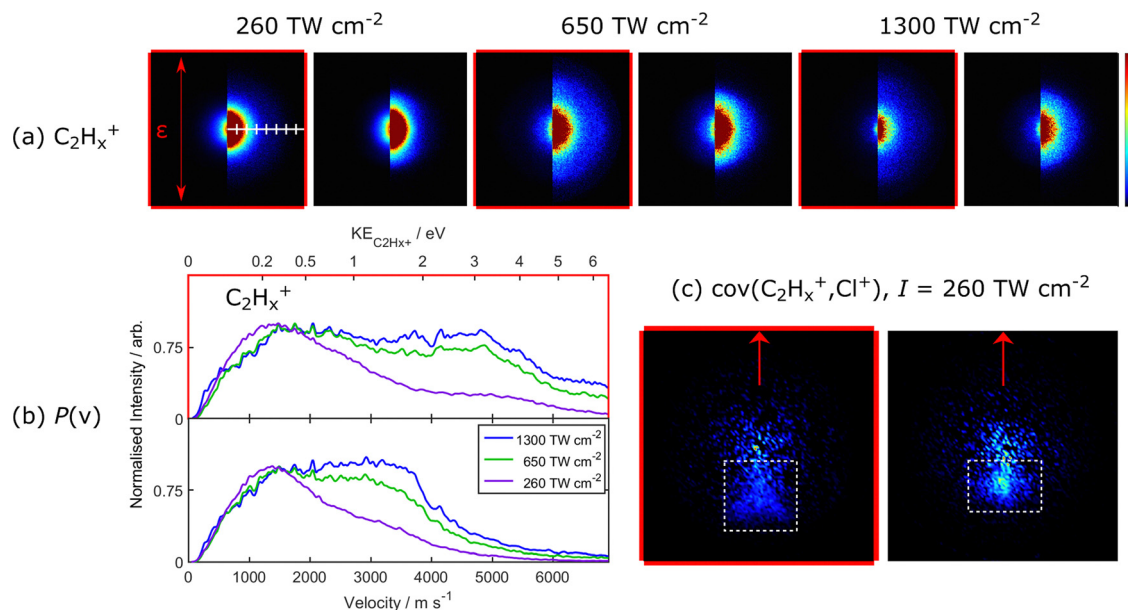 260 TW cm⁻² 650 TW cm⁻² 1300 TW cm⁻²
(a) C₂Hₓ⁺
ε
KE_C2Hx+ / eV
0 0.2 0.5 1 2 3 4 5 6
C₂Hₓ⁺
0.75
0
(b) P(v)
Normalised Intensity / arb.
1300 TW cm⁻²
650 TW cm⁻²
260 TW cm⁻²
0.75
0
0 1000 2000 3000 4000 5000 6000
Velocity / m s⁻¹
(c) cov(C₂Hₓ⁺,Cl⁺), I = 260 TW cm⁻²